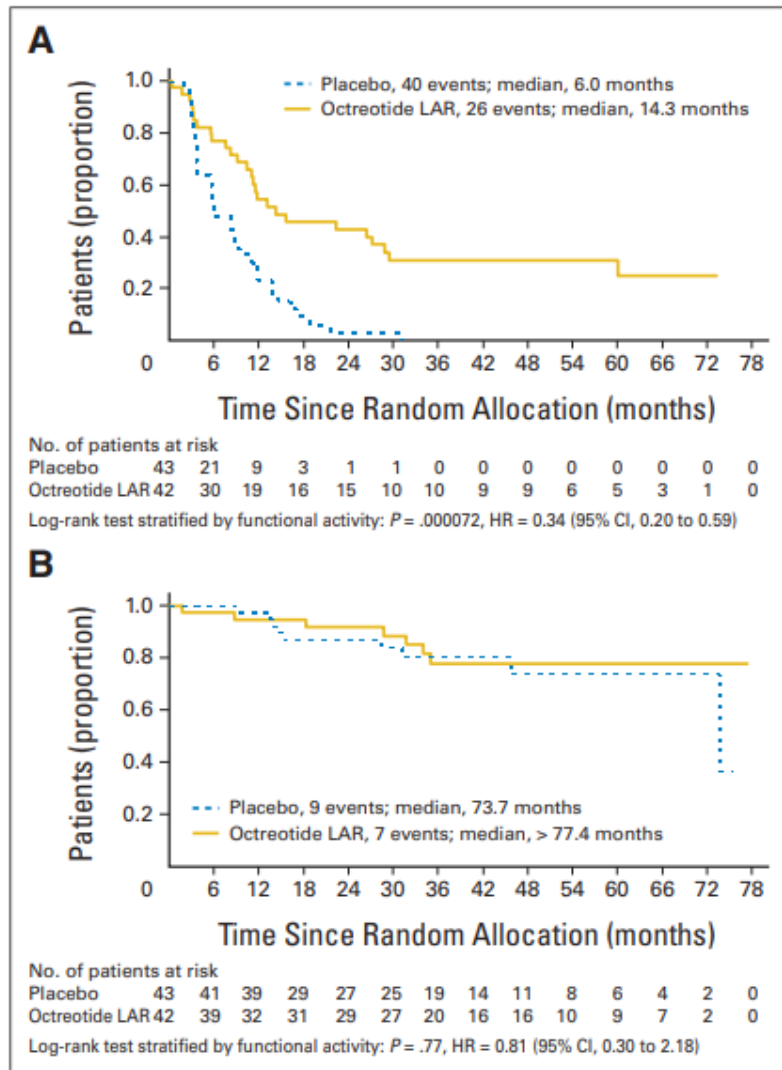 A
Patients (proportion)
1.0
0.8
0.6
0.4
0.2
Placebo, 40 events; median, 6.0 months
Octreotide LAR, 26 events; median, 14.3 months
0 6 12 18 24 30 36 42 48 54 60 66 72 78
Time Since Random Allocation (months)
No. of patients at risk
Placebo 43 21 9 3 1 1 0 0 0 0 0 0 0 0
Octreotide LAR 42 30 19 16 15 10 10 9 9 6 5 3 1 0
Log-rank test stratified by functional activity: P = .000072, HR = 0.34 (95% CI, 0.20 to 0.59)
B
Patients (proportion)
1.0
0.8
0.6
0.4
0.2
Placebo, 9 events; median, 73.7 months
Octreotide LAR, 7 events; median, > 77.4 months
0 6 12 18 24 30 36 42 48 54 60 66 72 78
Time Since Random Allocation (months)
No. of patients at risk
Placebo 43 41 39 29 27 25 19 14 11 8 6 4 2 0
Octreotide LAR 42 39 32 31 29 27 20 16 16 10 9 7 2 0
Log-rank test stratified by functional activity: P = .77, HR = 0.81 (95% CI, 0.30 to 2.18)